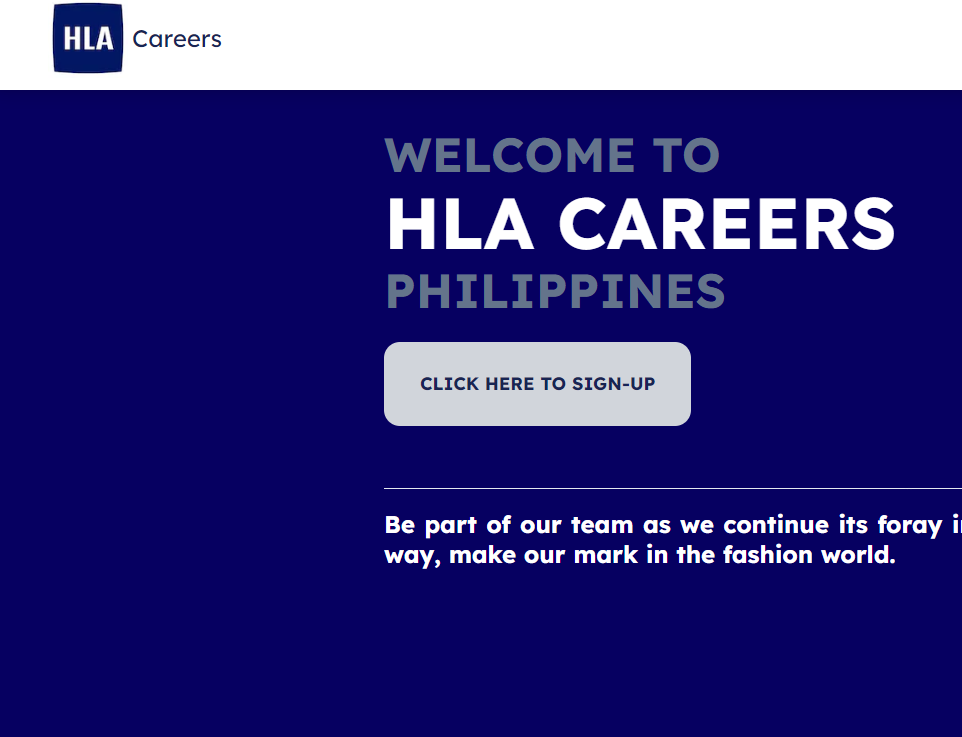 HLA Careers
WELCOME TO
HLA CAREERS
PHILIPPINES
CLICK HERE TO SIGN-UP
Be part of our team as we continue its foray
way, make our mark in the fashion world.